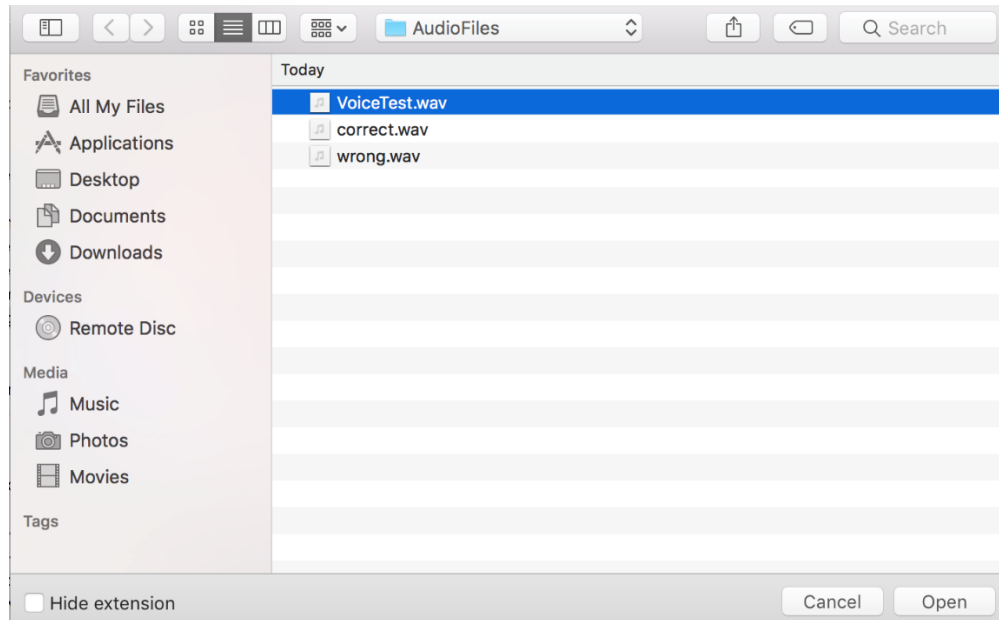 AudioFiles
Search
Favorites
All My Files
Applications
Desktop
Documents
Downloads
Devices
Remote Disc
Media
Music
Photos
Movies
Tags
Today
VoiceTest.wav
correct.wav
wrong.wav
Hide extension
Cancel
Open